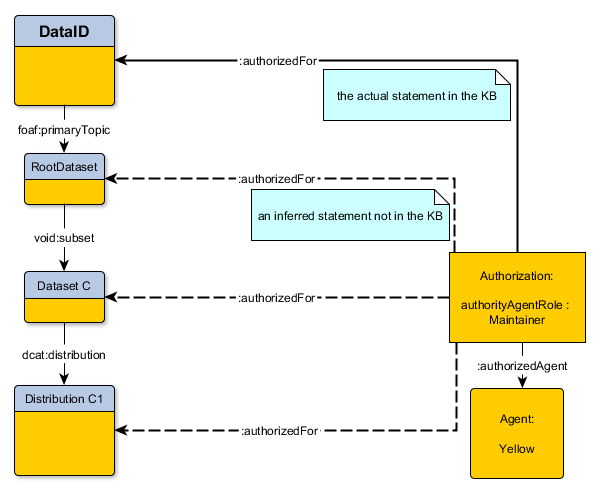 DataID
:authorizedFor
the actual statement in the KB
foaf:primaryTopic
RootDataset
:authorizedFor
an inferred statement not in the KB
void:subset
Authorization:
authorityAgentRole :
Maintainer
Dataset C
:authorizedFor
dcat:distribution
:authorizedAgent
Distribution C1
:authorizedFor
Agent:
Yellow